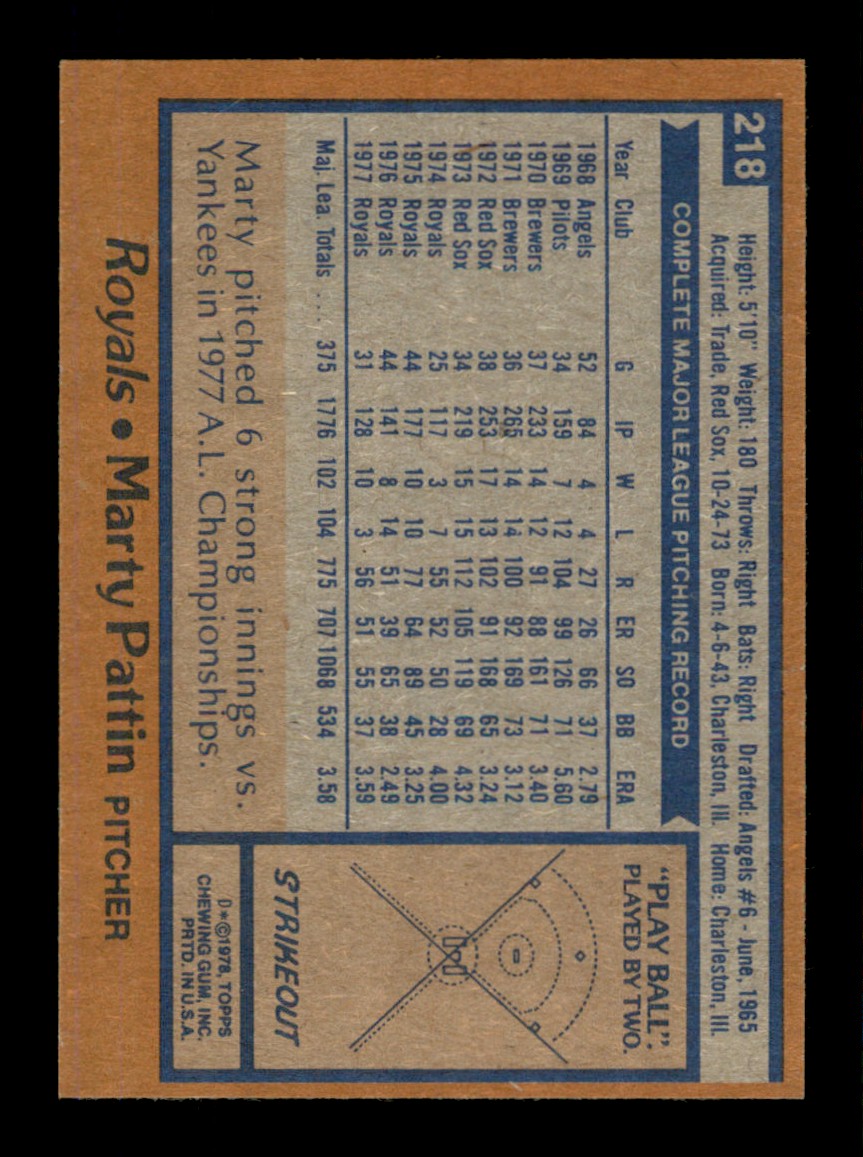 218
Height: 5'10" Weight: 180 Throws: Right Bats: Right Drafted: Angels #6 - June, 1965
Acquired: Trade, Red Sox, 10-24-73 Born: 4-6-43, Charleston, Ill. Home: Charleston, Ill.
COMPLETE MAJOR LEAGUE PITCHING RECORD
Year Club G IP W L R ER SO BB ERA
1968 Angels 52 84 4 4 27 26 66 37 2.79
1969 Pilots 34 159 7 12 104 99 126 71 5.60
1970 Brewers 37 233 14 12 91 88 161 71 3.40
1971 Brewers 36 265 14 14 100 92 169 73 3.12
1972 Red Sox 38 253 17 13 102 91 168 65 3.24
1973 Red Sox 34 219 15 15 112 105 119 69 4.32
1974 Royals 25 117 3 7 55 52 50 28 4.00
1975 Royals 44 177 10 10 77 64 89 45 3.25
1976 Royals 44 141 8 14 51 39 65 38 2.49
1977 Royals 31 128 10 3 56 51 55 37 3.59
Maj. Lea. Totals . . . 375 1776 102 104 775 707 1068 534 3.58
Marty pitched 6 strong innings vs.
Yankees in 1977 A.L. Championships.
"PLAY BALL":
PLAYED BY TWO.
STRIKEOUT
D*©1978, TOPPS
CHEWING GUM, INC.
PRTD. IN U.S.A.
Royals • Marty Pattin PITCHER